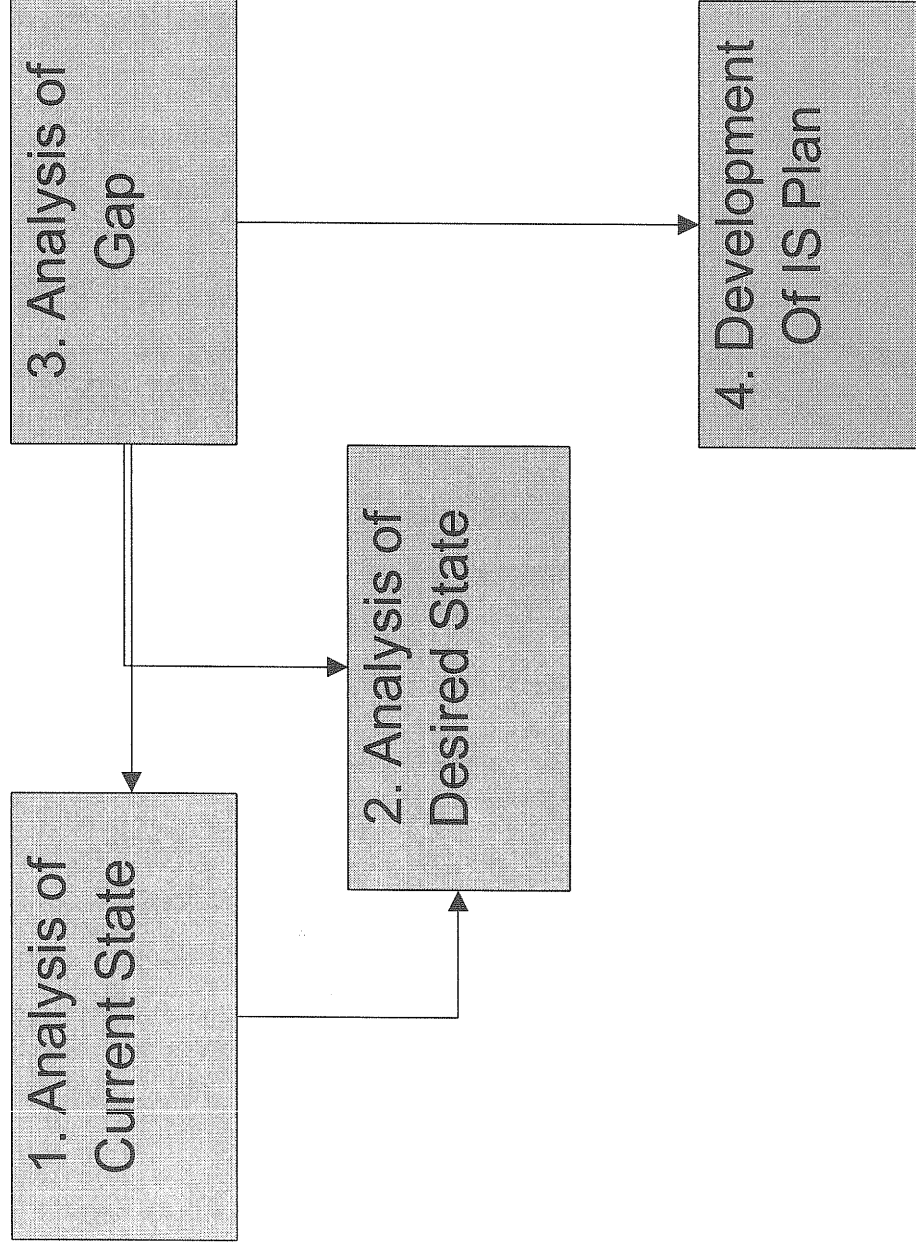 1. Analysis of
Current State
2. Analysis of
Desired State
3. Analysis of
Gap
4. Development
Of IS Plan